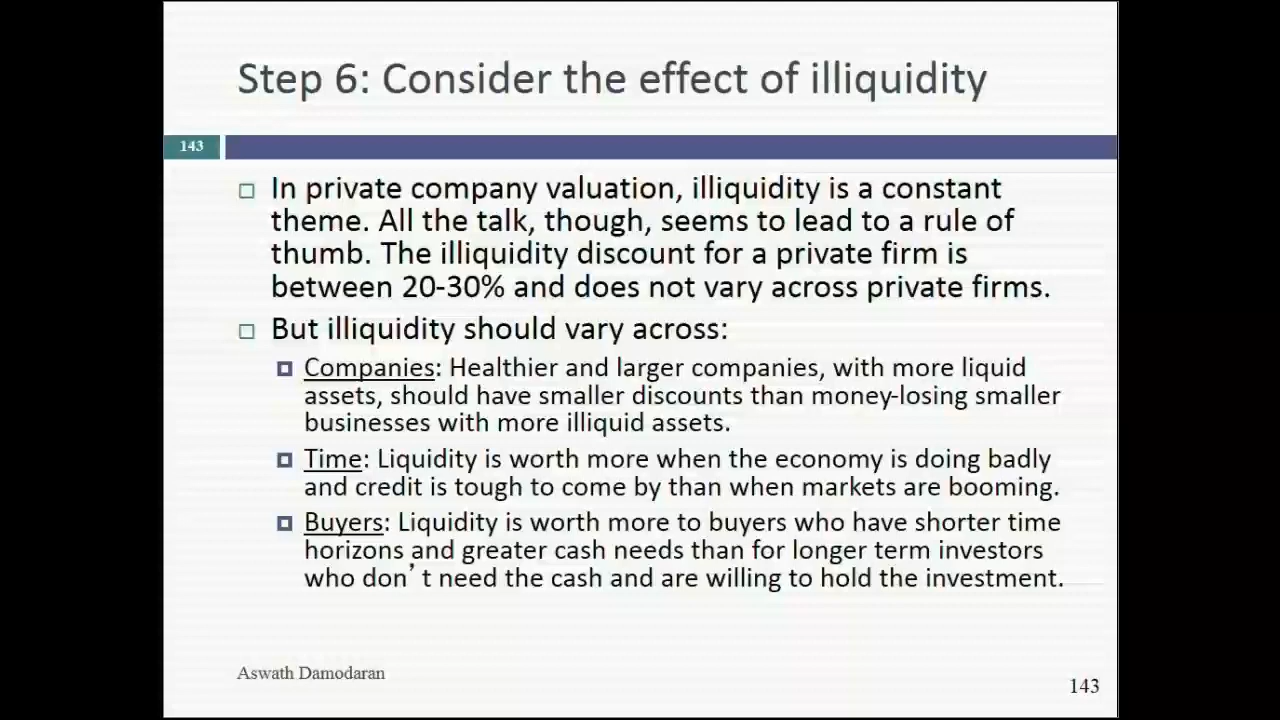 Step 6: Consider the effect of illiquidity
143
In private company valuation, illiquidity is a constant
theme. All the talk, though, seems to lead to a rule of
thumb. The illiquidity discount for a private firm is
between 20-30% and does not vary across private firms.
But illiquidity should vary across:
Companies: Healthier and larger companies, with more liquid
assets, should have smaller discounts than money-losing smaller
businesses with more illiquid assets.
Time: Liquidity is worth more when the economy is doing badly
and credit is tough to come by than when markets are booming.
Buyers: Liquidity is worth more to buyers who have shorter time
horizons and greater cash needs than for longer term investors
who don’t need the cash and are willing to hold the investment.
Aswath Damodaran
143